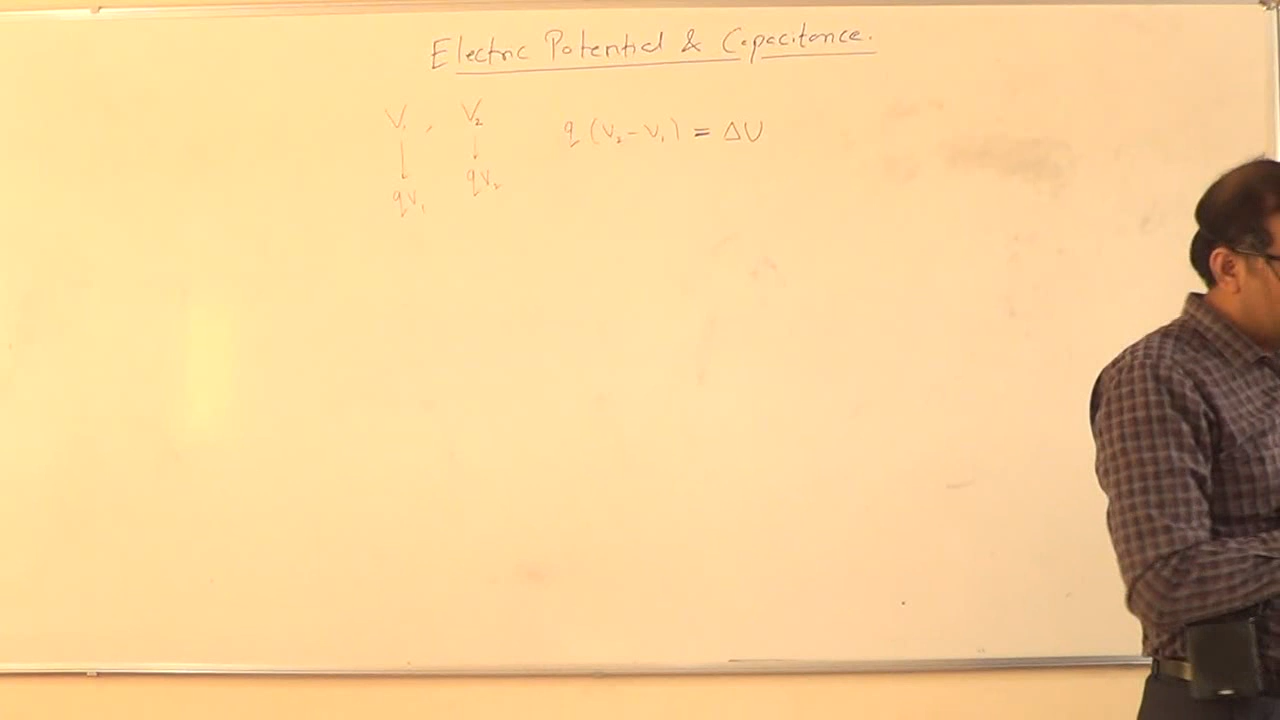 Electric Potential & Capacitance.
V₁ , V₂ q (V₂ - V₁) = ΔU
qV₁ qV₂